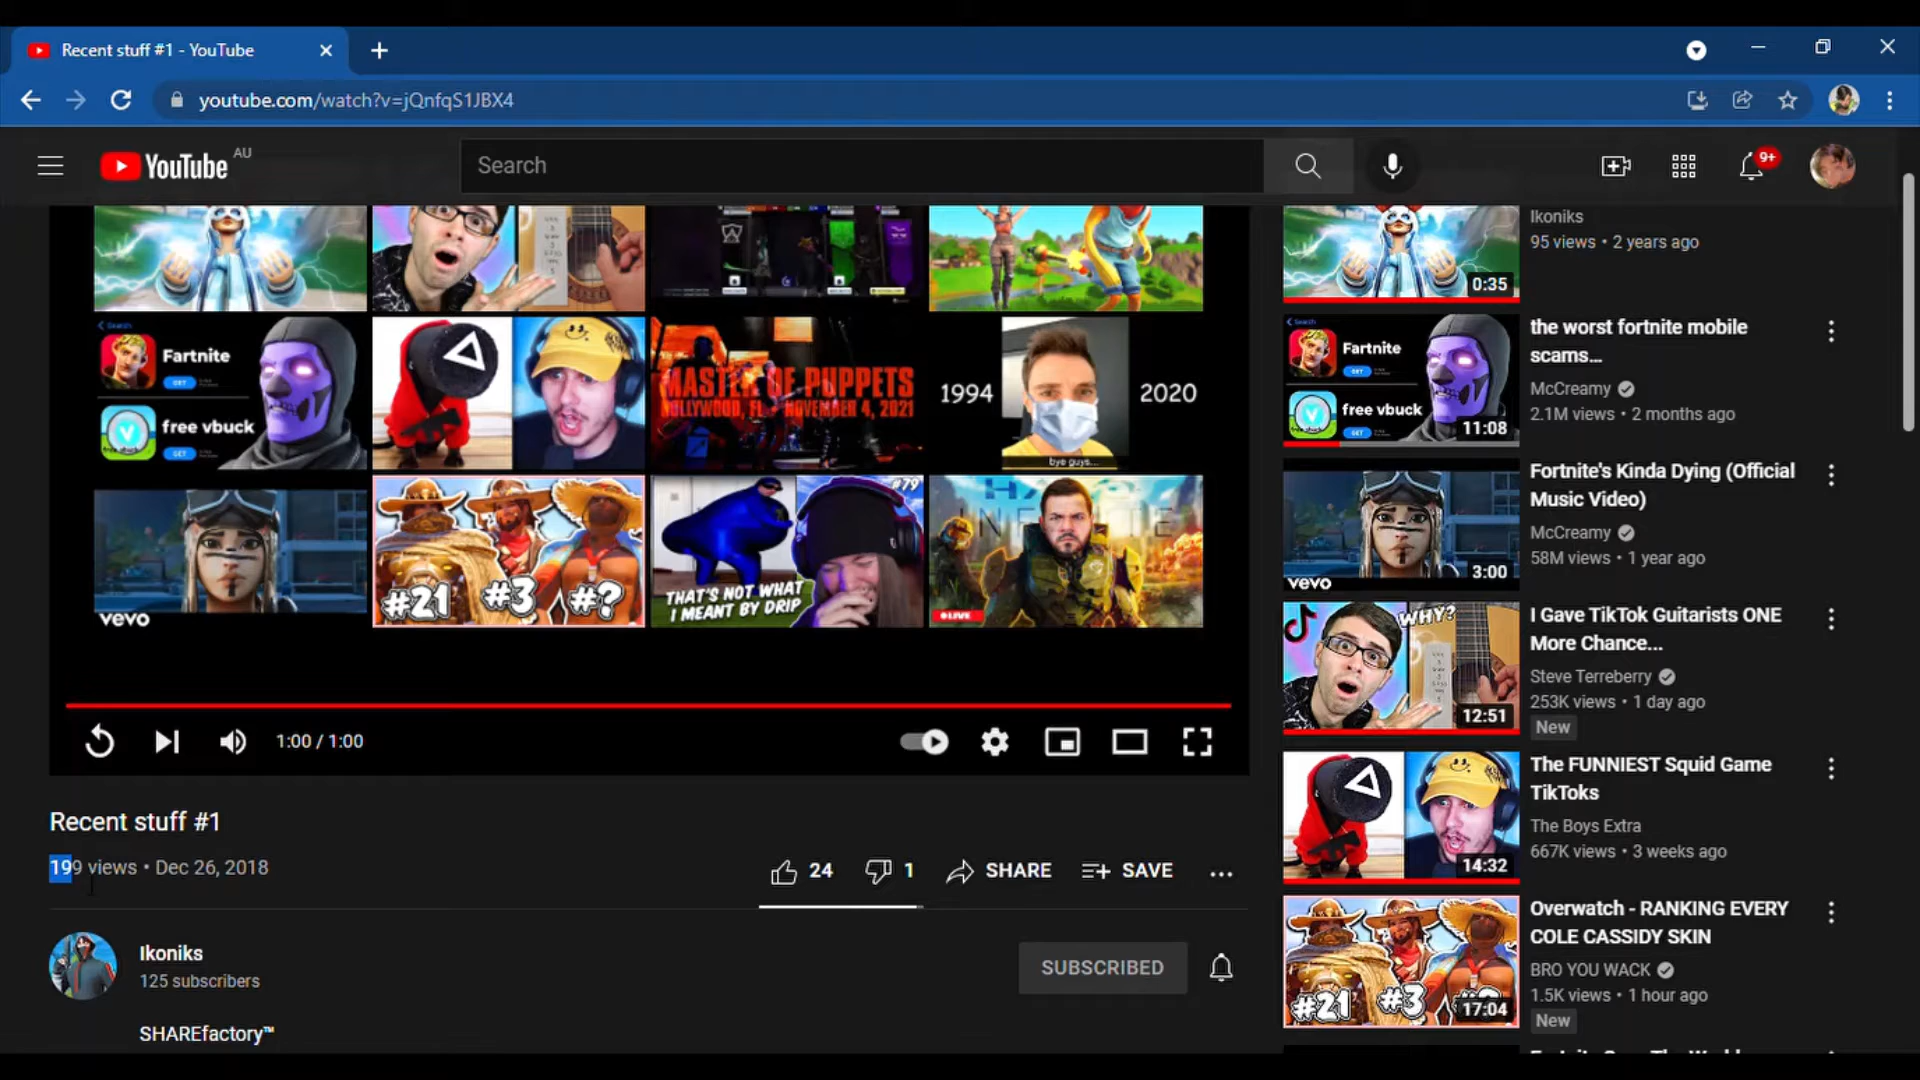 Recent stuff #1 - YouTube
youtube.com/watch?v=jQnfqS1JBX4
YouTube AU
Search
9+
Search
Fartnite
GET
free vbuck
GET
MASTER OF PUPPETS
HOLLYWOOD, FL NOVEMBER 4, 2021
1994
2020
bye guys...
vevo
#21 #3 #?
#79
THAT'S NOT WHAT
I MEANT BY DRIP
INFINITE
LIVE
1:00 / 1:00
Recent stuff #1
199 views • Dec 26, 2018
24
1
SHARE
SAVE
Ikoniks
125 subscribers
SUBSCRIBED
SHAREfactory™
Ikoniks
95 views • 2 years ago
0:35
Search
Fartnite
GET
free vbuck
GET
11:08
the worst fortnite mobile
scams...
McCreamy
2.1M views • 2 months ago
vevo
3:00
Fortnite's Kinda Dying (Official
Music Video)
McCreamy
58M views • 1 year ago
WHY?
12:51
I Gave TikTok Guitarists ONE
More Chance...
Steve Terreberry
253K views • 1 day ago
New
14:32
The FUNNIEST Squid Game
TikToks
The Boys Extra
667K views • 3 weeks ago
#21 #3
17:04
Overwatch - RANKING EVERY
COLE CASSIDY SKIN
BRO YOU WACK
1.5K views • 1 hour ago
New